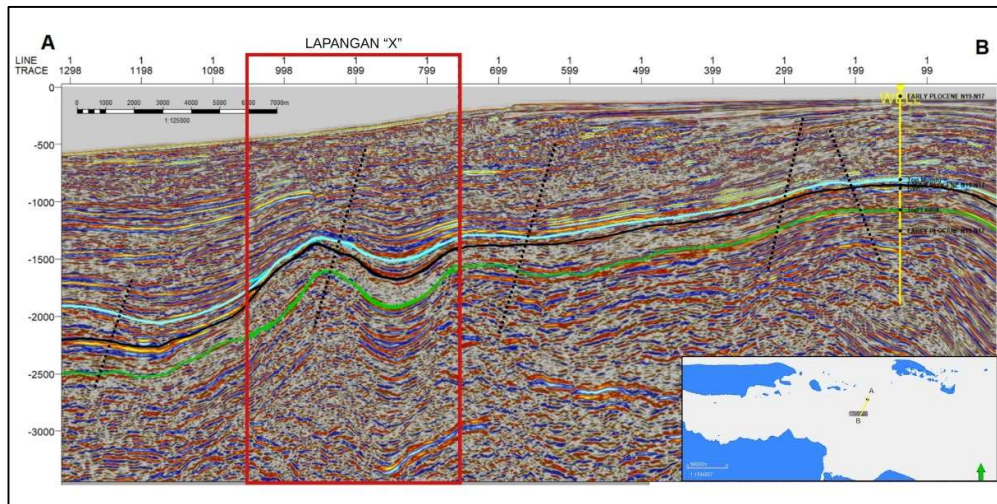 LAPANGAN “X”
A
B
LINE 1 1 1 1 1 1 1 1 1 1 1 1 1
TRACE 1298 1198 1098 998 899 799 699 599 499 399 299 199 99
0
-500
-1000
-1500
-2000
-2500
-3000
0 1000 2000 3000 4000 5000 6000 7000m
1:125000
EARLY PLOCENE N19-N17
EARLY PLOCENE N19-N17
A
B